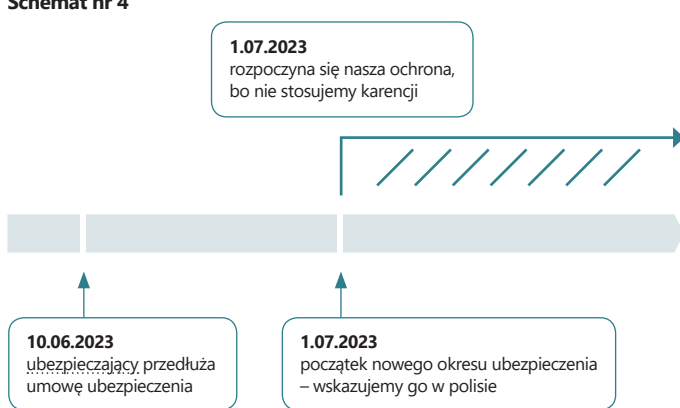 Schemat nr 4
1.07.2023
rozpoczyna się nasza ochrona,
bo nie stosujemy karencji
10.06.2023
ubezpieczający przedłuża
umowę ubezpieczenia
1.07.2023
początek nowego okresu ubezpieczenia
– wskazujemy go w polisie